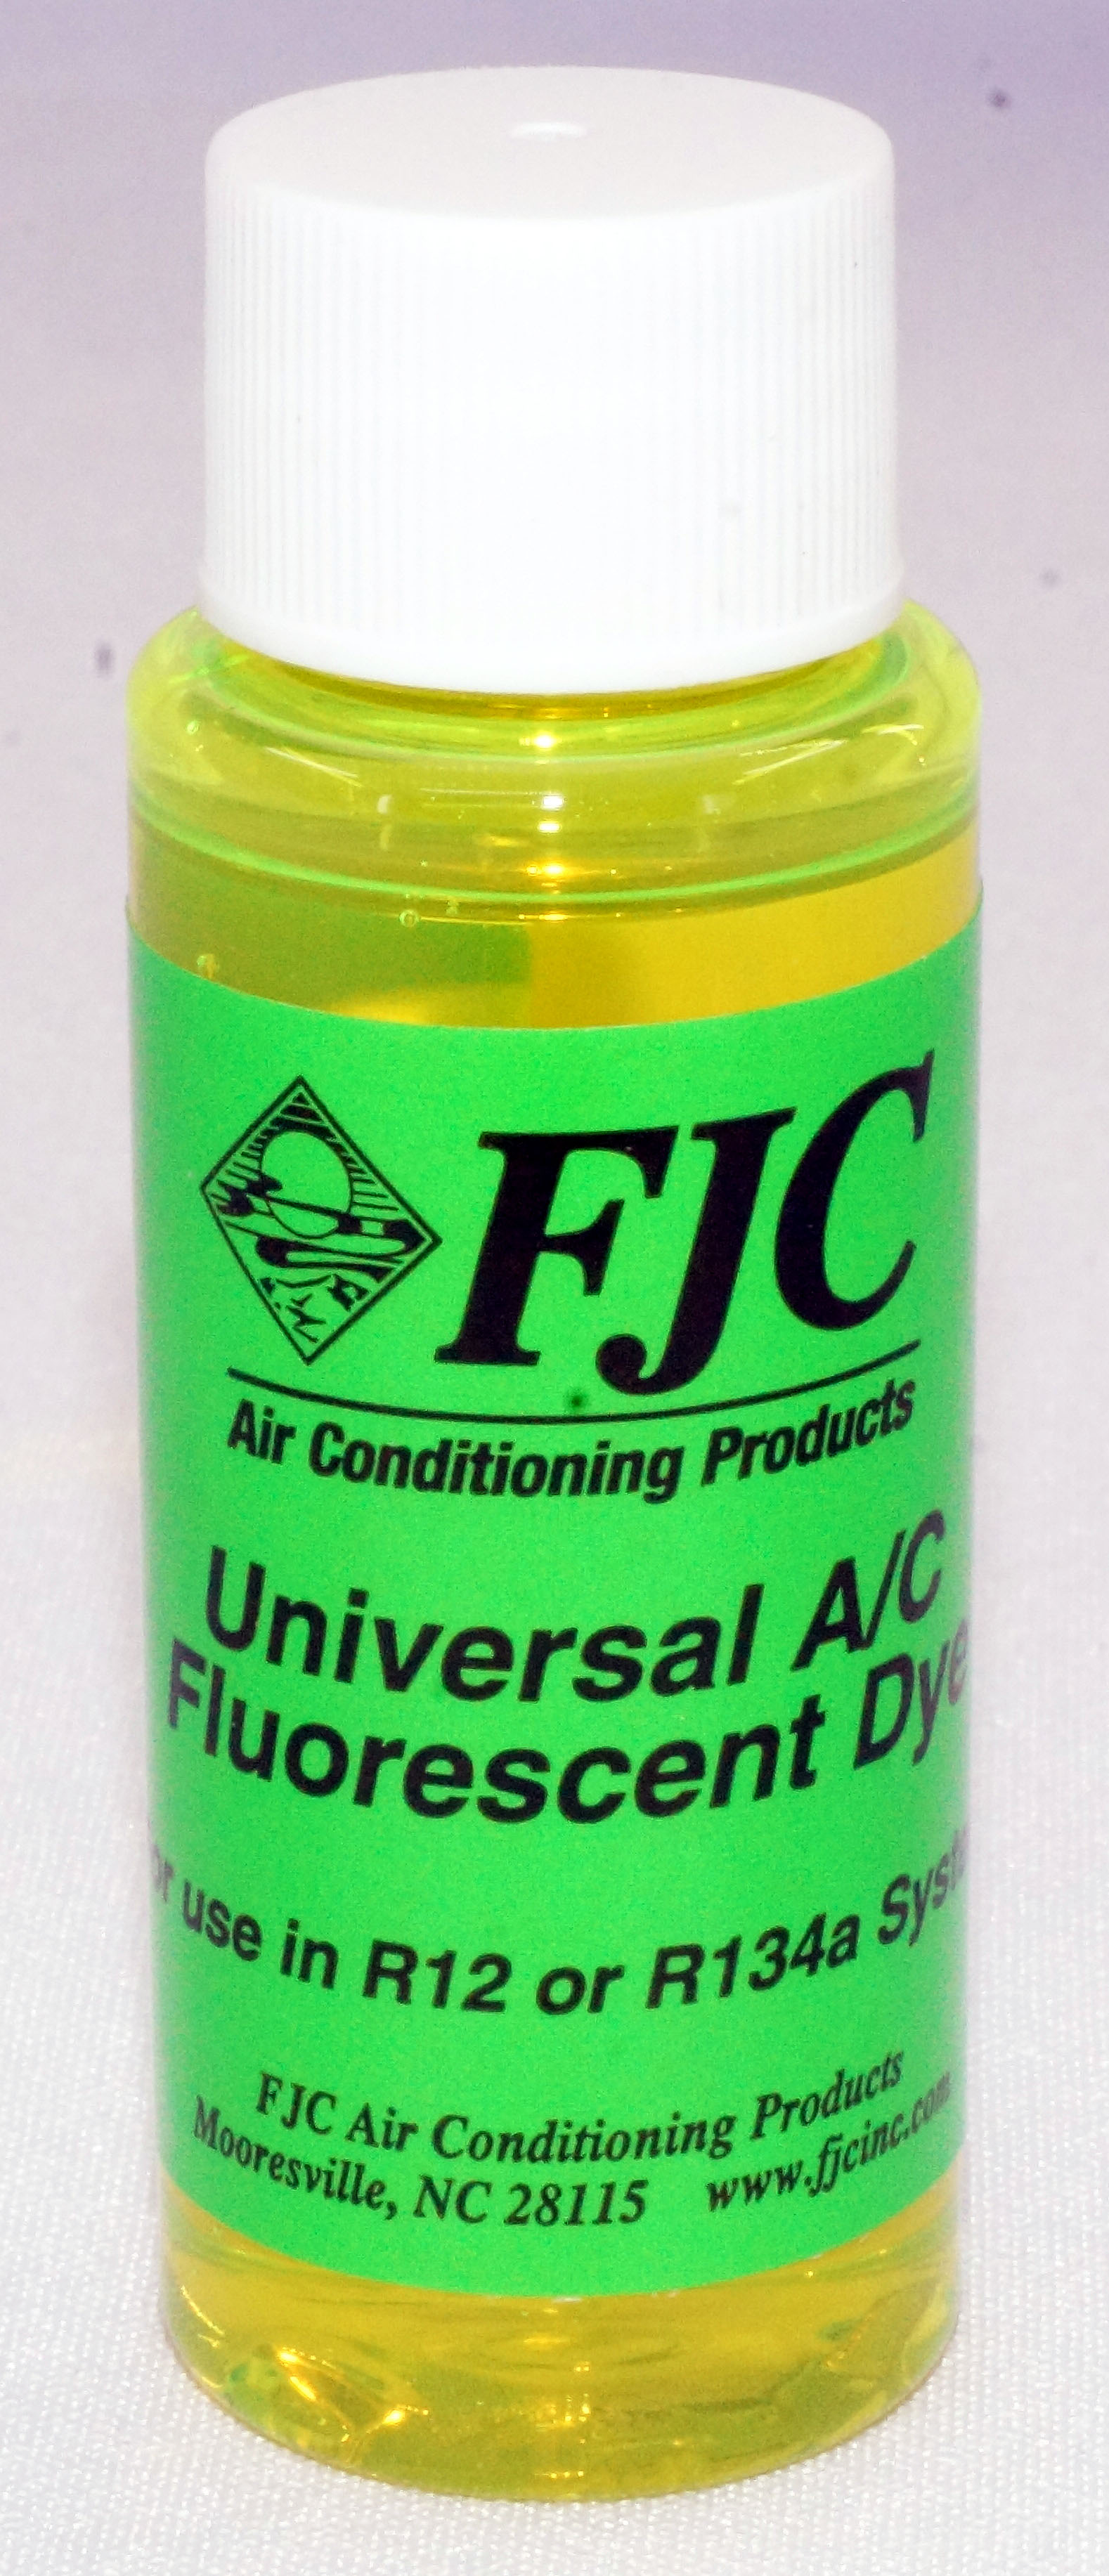 FJC
Air Conditioning Products
Universal A/C
Fluorescent Dye
use in R12 or R134a
FJC Air Conditioning Products
Mooresville, NC 28115 www.fjcinc.com